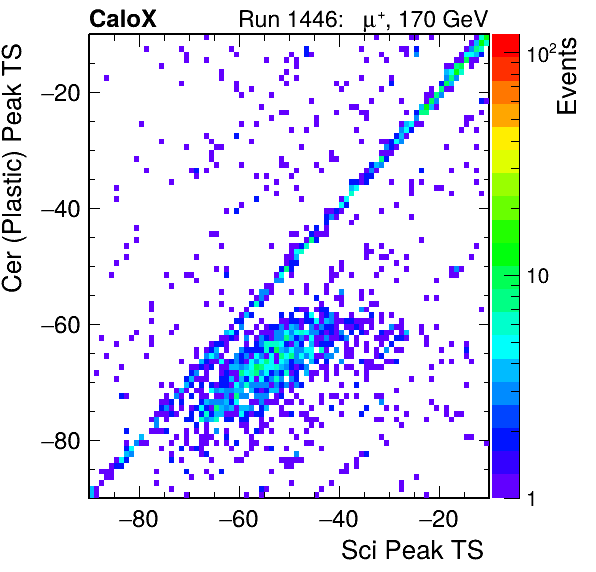 CaloX Run 1446: μ⁺, 170 GeV
Cer (Plastic) Peak TS
−20
−40
−60
−80
−80 −60 −40 −20
Sci Peak TS
Events
10²
10
1